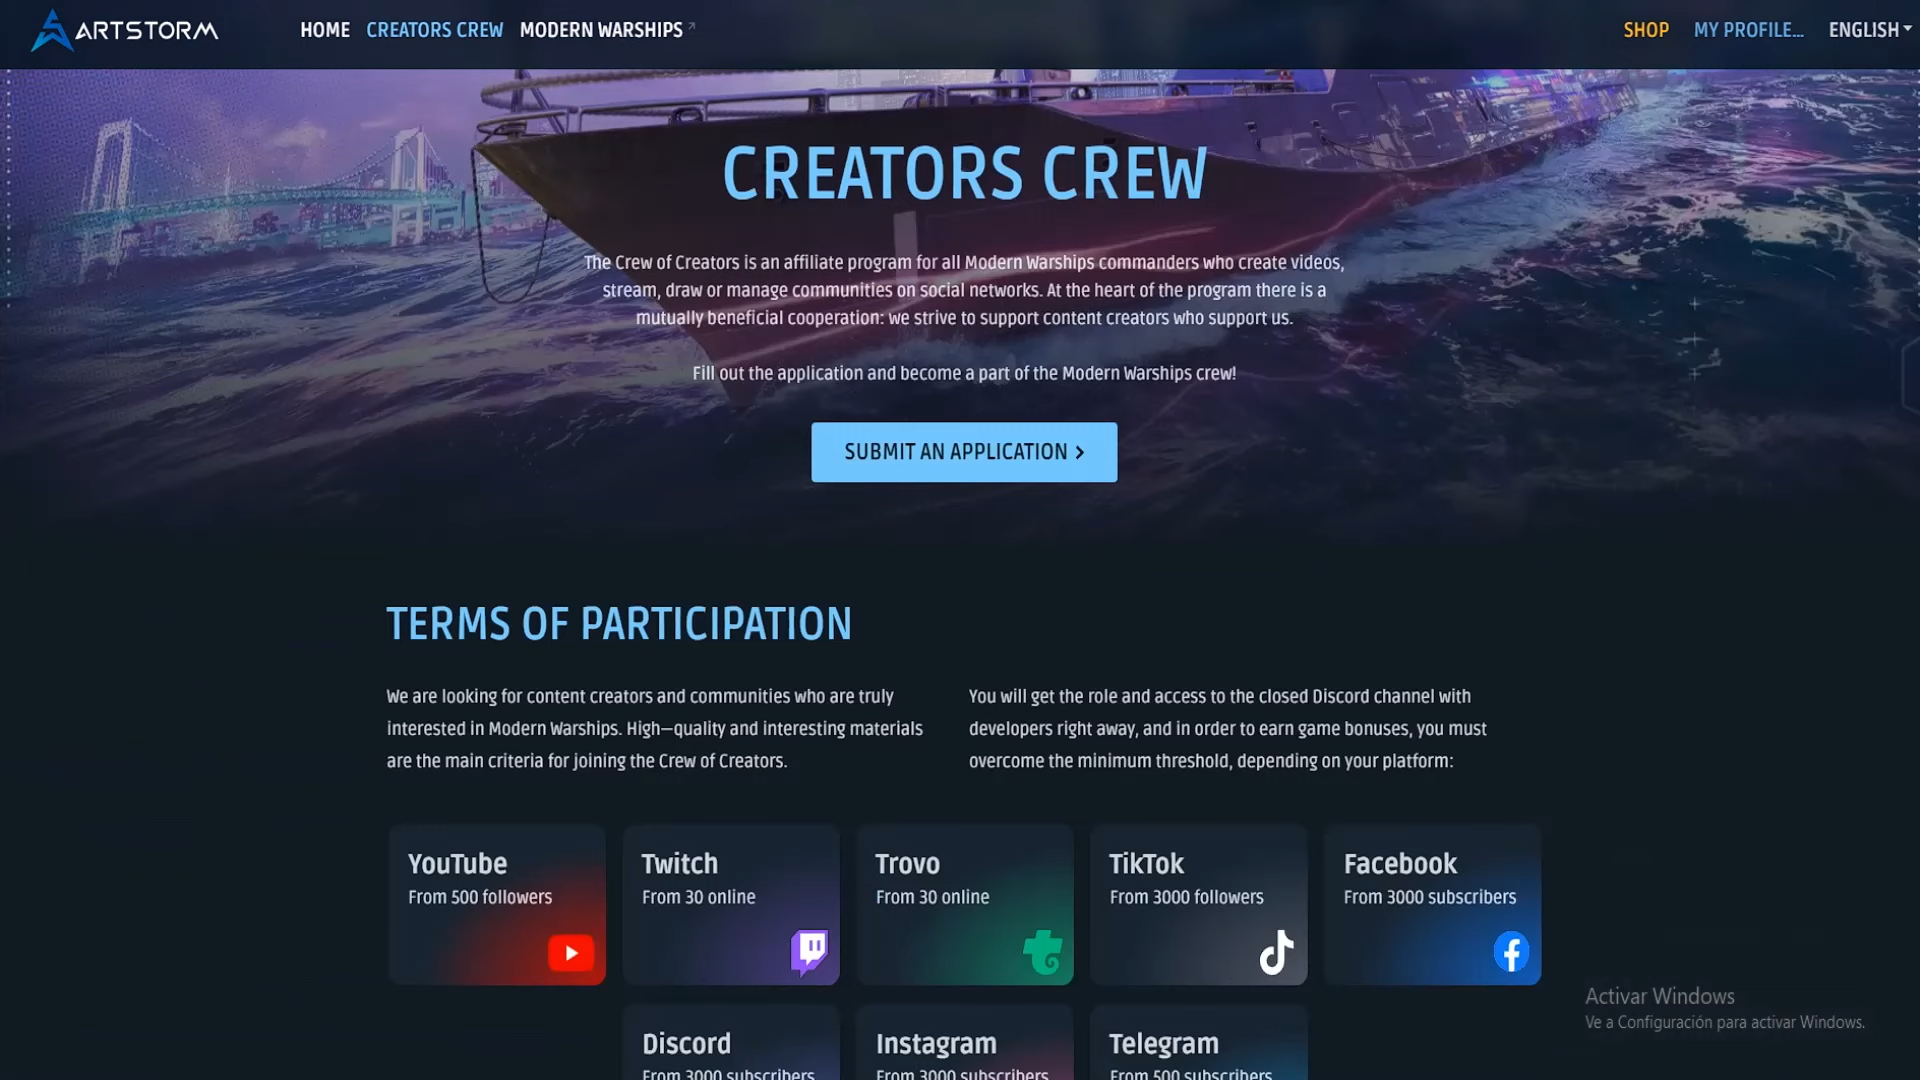 ARTSTORM
HOME
CREATORS CREW
MODERN WARSHIPS
SHOP
MY PROFILE...
ENGLISH
CREATORS CREW
The Crew of Creators is an affiliate program for all Modern Warships commanders who create videos,
stream, draw or manage communities on social networks. At the heart of the program there is a
mutually beneficial cooperation: we strive to support content creators who support us.
Fill out the application and become a part of the Modern Warships crew!
SUBMIT AN APPLICATION >
TERMS OF PARTICIPATION
We are looking for content creators and communities who are truly
interested in Modern Warships. High—quality and interesting materials
are the main criteria for joining the Crew of Creators.
You will get the role and access to the closed Discord channel with
developers right away, and in order to earn game bonuses, you must
overcome the minimum threshold, depending on your platform:
YouTube
From 500 followers
Twitch
From 30 online
Trovo
From 30 online
TikTok
From 3000 followers
Facebook
From 3000 subscribers
Discord
From 3000 subscribers
Instagram
From 3000 subscribers
Telegram
From 500 subscribers
Activar Windows
Ve a Configuración para activar Windows.